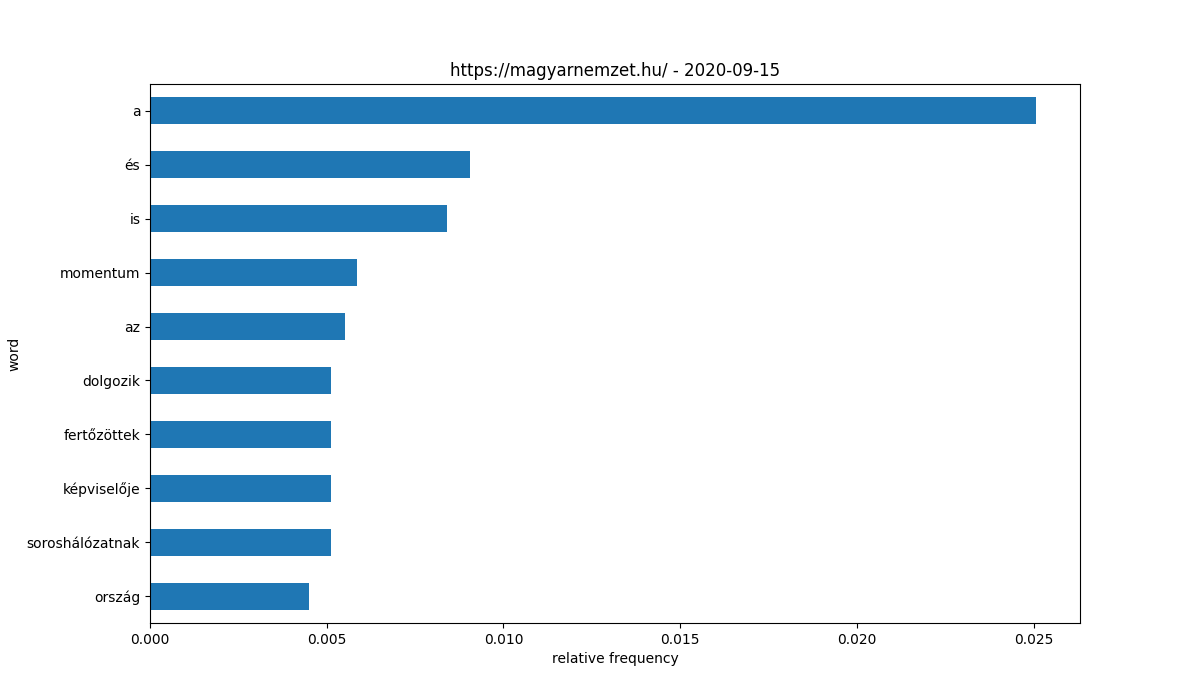 https://magyarnemzet.hu/ - 2020-09-15
a
és
is
momentum
az
dolgozik
fertőzöttek
képviselője
soroshálózatnak
ország
word
0.000 0.005 0.010 0.015 0.020 0.025
relative frequency